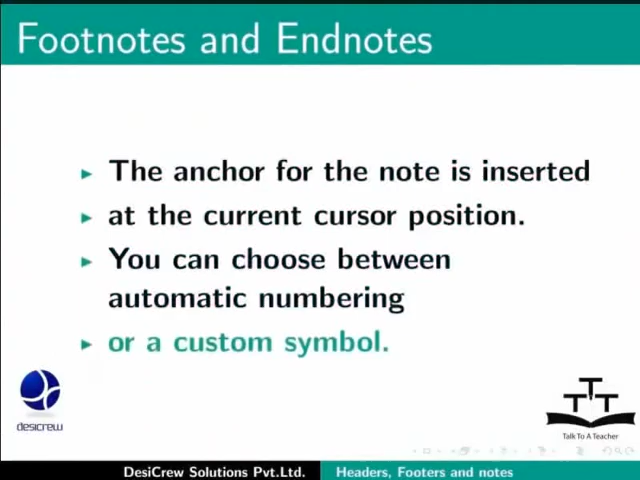 Footnotes and Endnotes
The anchor for the note is inserted
at the current cursor position.
You can choose between
automatic numbering
or a custom symbol.
desicrew
TTT
Talk To A Teacher
DesiCrew Solutions Pvt.Ltd.
Headers, Footers and notes